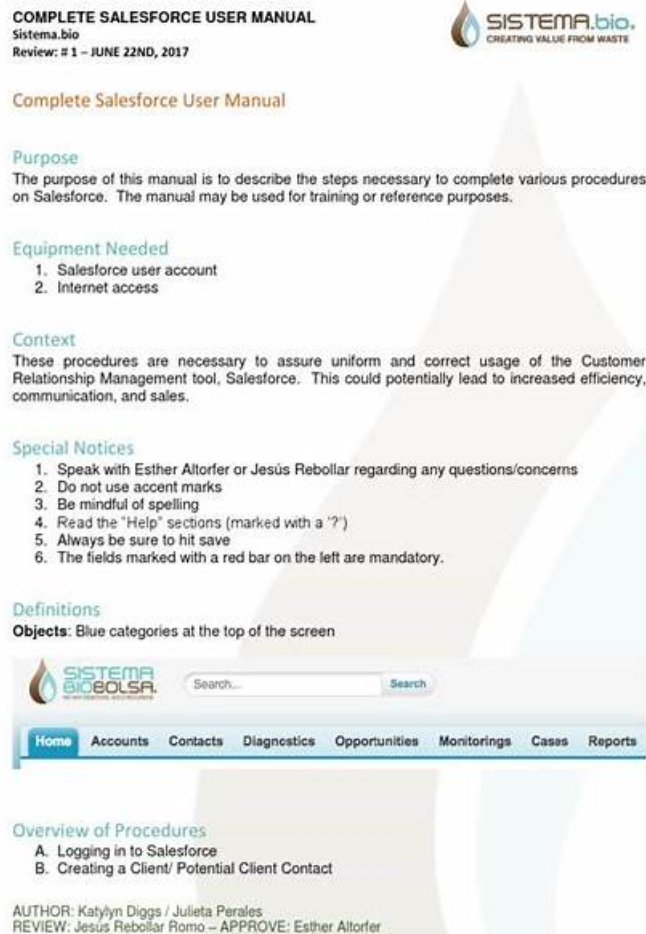 COMPLETE SALESFORCE USER MANUAL
Sistema.bio
Review: # 1 – JUNE 22ND, 2017
SISTEMA.bio.
CREATING VALUE FROM WASTE
Complete Salesforce User Manual
Purpose
The purpose of this manual is to describe the steps necessary to complete various procedures
on Salesforce. The manual may be used for training or reference purposes.
Equipment Needed
1. Salesforce user account
2. Internet access
Context
These procedures are necessary to assure uniform and correct usage of the Customer
Relationship Management tool, Salesforce. This could potentially lead to increased efficiency,
communication, and sales.
Special Notices
1. Speak with Esther Altorfer or Jesús Rebollar regarding any questions/concerns
2. Do not use accent marks
3. Be mindful of spelling
4. Read the "Help" sections (marked with a '?')
5. Always be sure to hit save
6. The fields marked with a red bar on the left are mandatory.
Definitions
Objects: Blue categories at the top of the screen
SISTEMA
BIOBOLSA.
Search...
Search
Home Accounts Contacts Diagnostics Opportunities Monitorings Cases Reports
Overview of Procedures
A. Logging in to Salesforce
B. Creating a Client/ Potential Client Contact
AUTHOR: Katylyn Diggs / Julieta Perales
REVIEW: Jesús Rebollar Romo – APPROVE: Esther Altorfer